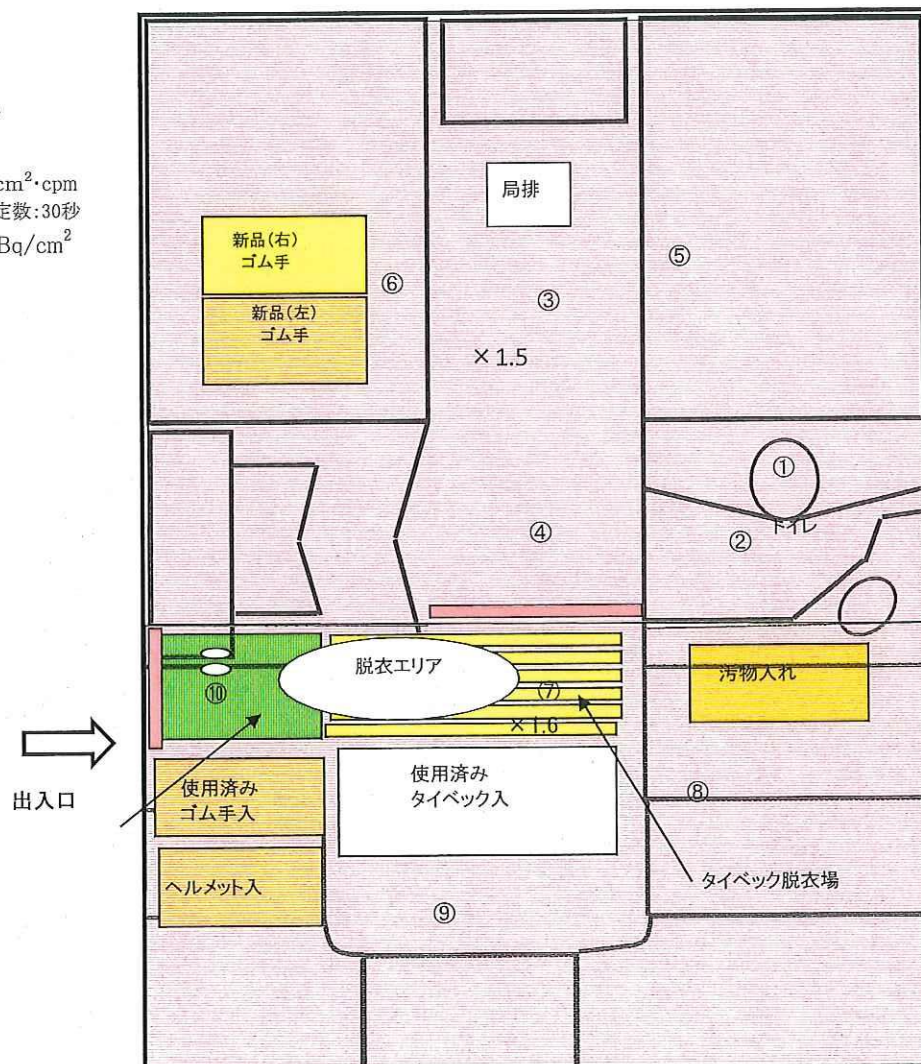 cm²・cpm
定数:30秒
Bq/cm²
局排
新品(右)
ゴム手
新品(左)
ゴム手
⑥
③
⑤
×1.5
①
トイレ
②
④
脱衣エリア
⑦
×1.6
⑩
汚物入れ
出入口
使用済み
ゴム手入
使用済み
タイベック入
⑧
ヘルメット入
タイベック脱衣場
⑨